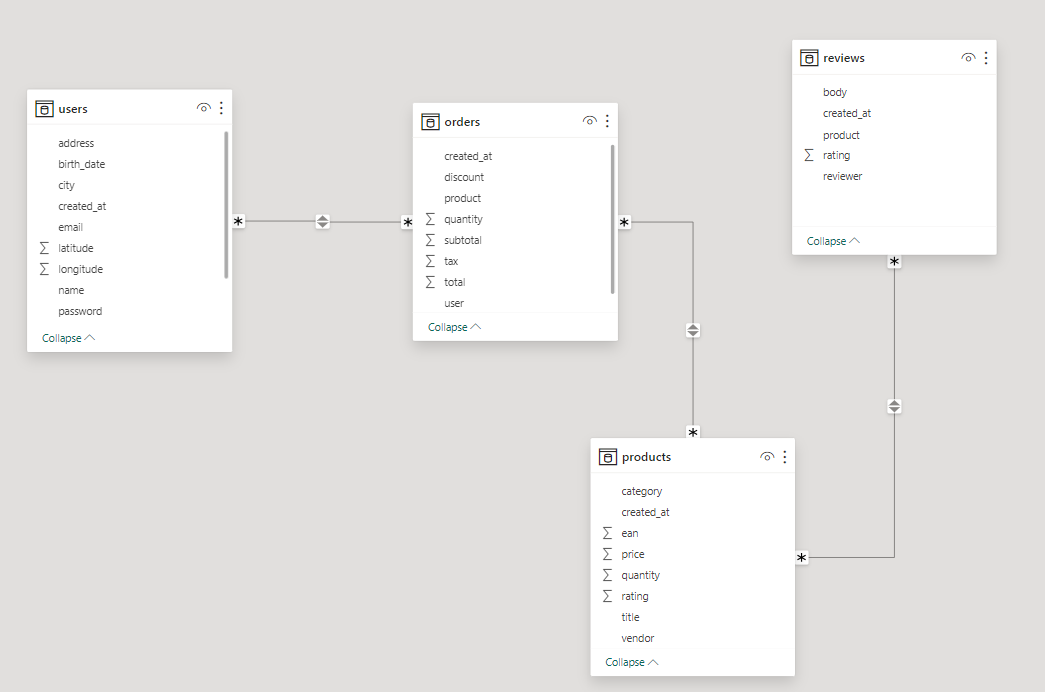 users
address
birth_date
city
created_at
email
Σ latitude
Σ longitude
name
password
Collapse
*
*
orders
created_at
discount
product
Σ quantity
Σ subtotal
Σ tax
Σ total
user
Collapse
*
*
reviews
body
created_at
product
Σ rating
reviewer
Collapse
*
*
products
category
created_at
Σ ean
Σ price
Σ quantity
Σ rating
title
vendor
Collapse